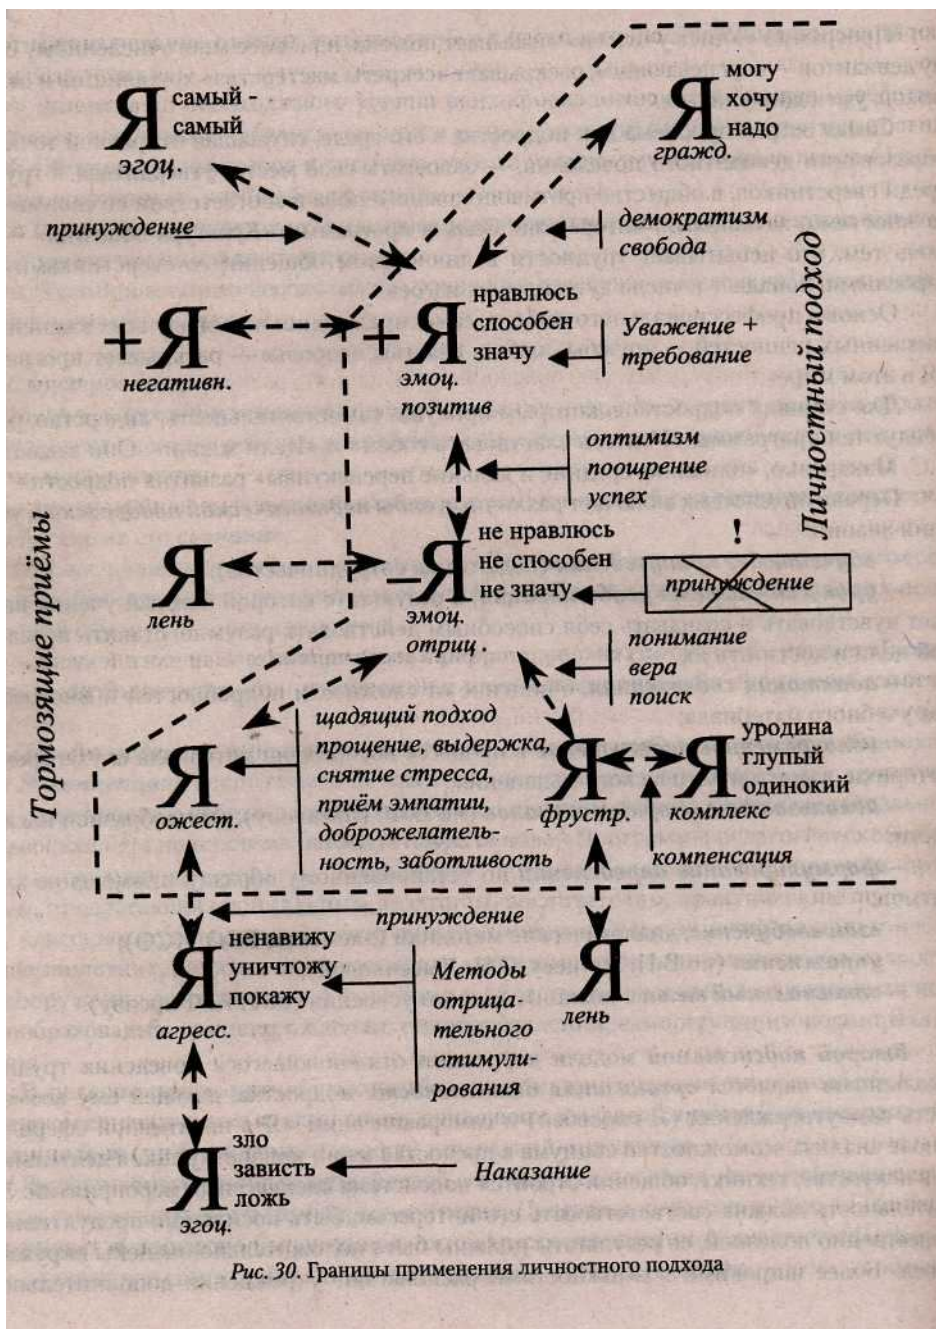 Я самый -
самый
эгоц.
Я могу
хочу
надо
гражд.
принуждение
демократизм
свобода
Личностный подход
+Я
негативн.
+Я нравлюсь
способен
значу
эмоц.
позитив
Уважение +
требование
оптимизм
поощрение
успех
Тормозящие приёмы
Я
лень
–Я не нравлюсь
не способен
не значу
эмоц.
отриц.
!
принуждение
понимание
вера
поиск
Я
ожест.
щадящий подход
прощение, выдержка,
снятие стресса,
приём эмпатии,
доброжелатель-
ность, заботливость
Я
фрустр.
Я уродина
глупый
одинокий
комплекс
компенсация
принуждение
Я ненавижу
уничтожу
покажу
агресс.
Методы
отрица-
тельного
стимули-
рования
Я
лень
Я зло
зависть
ложь
эгоц.
Наказание
Рис. 30. Границы применения личностного подхода